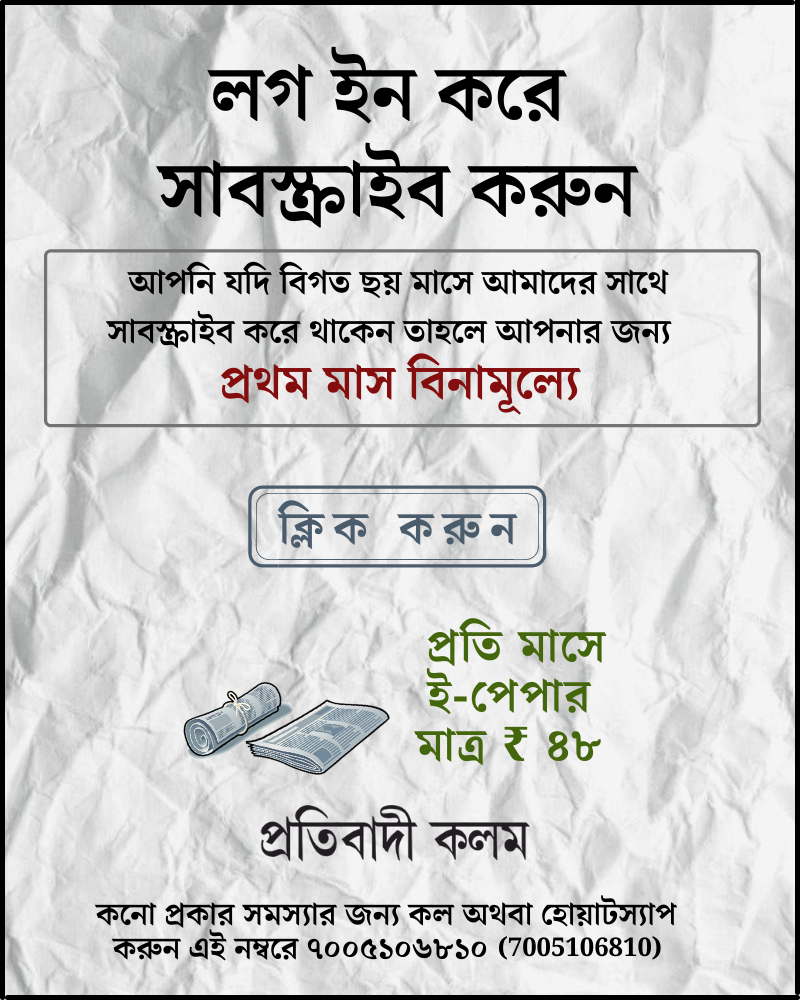 লগ ইন করে
সাবস্ক্রাইব করুন
আপনি যদি বিগত ছয় মাসে আমাদের সাথে
সাবস্ক্রাইব করে থাকেন তাহলে আপনার জন্য
প্রথম মাস বিনামূল্যে
ক্লিক করুন
প্রতি মাসে
ই-পেপার
মাত্র ₹ ৪৮
প্রতিবাদী কলম
কনো প্রকার সমস্যার জন্য কল অথবা হোয়াটস্যাপ
করুন এই নম্বরে ৭০০৫১০৬৮১০ (7005106810)